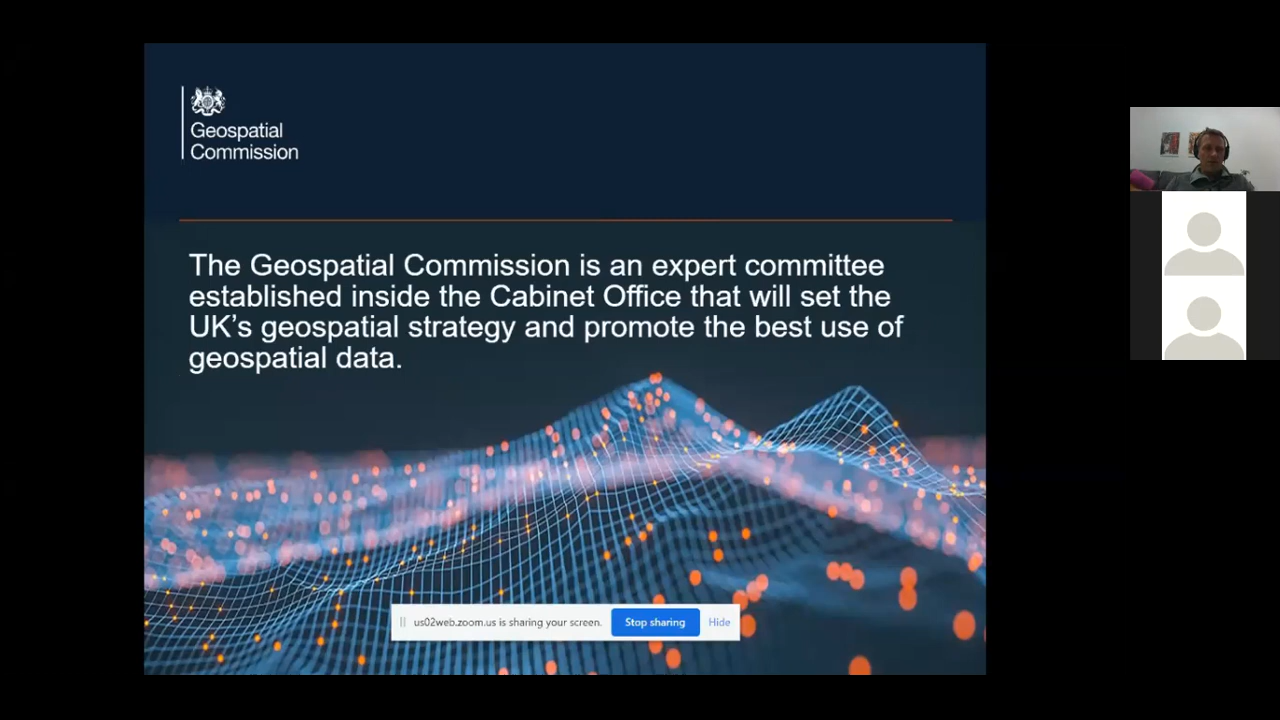 Geospatial
Commission
The Geospatial Commission is an expert committee
established inside the Cabinet Office that will set the
UK’s geospatial strategy and promote the best use of
geospatial data.
us02web.zoom.us is sharing your screen.
Stop sharing
Hide